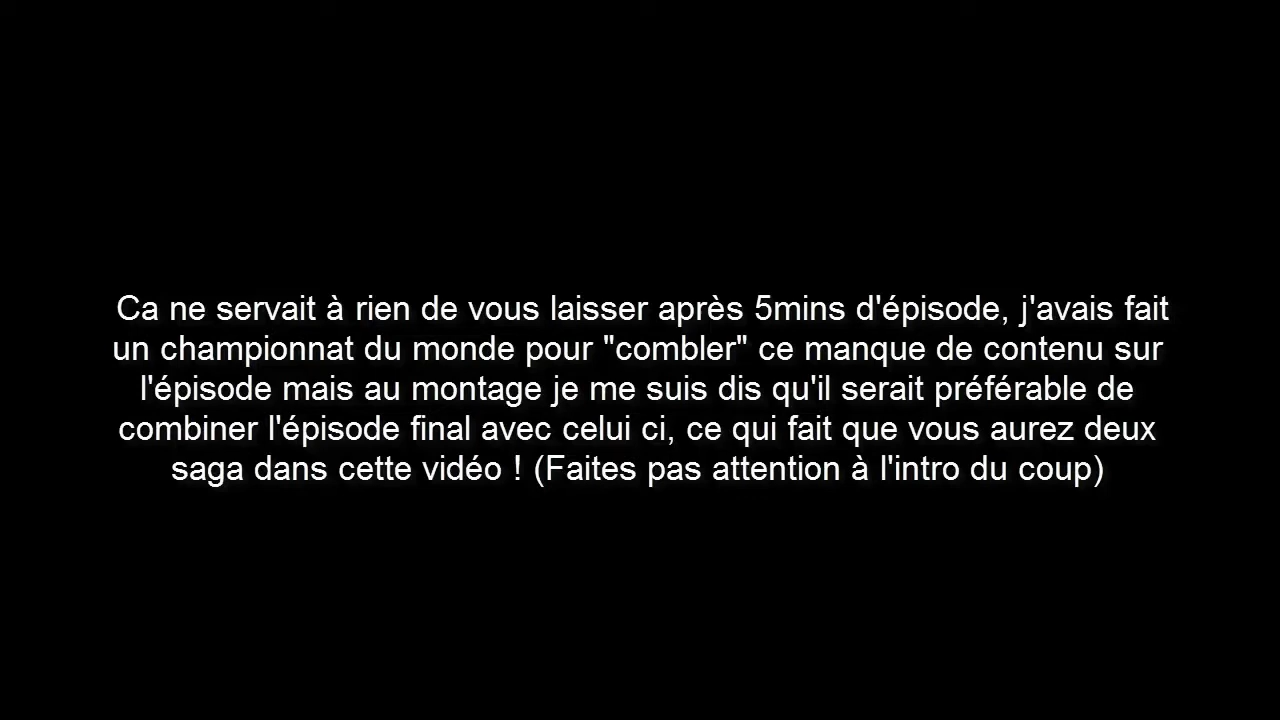 Ca ne servait à rien de vous laisser après 5mins d'épisode, j'avais fait
un championnat du monde pour "combler" ce manque de contenu sur
l'épisode mais au montage je me suis dis qu'il serait préférable de
combiner l'épisode final avec celui ci, ce qui fait que vous aurez deux
saga dans cette vidéo ! (Faites pas attention à l'intro du coup)